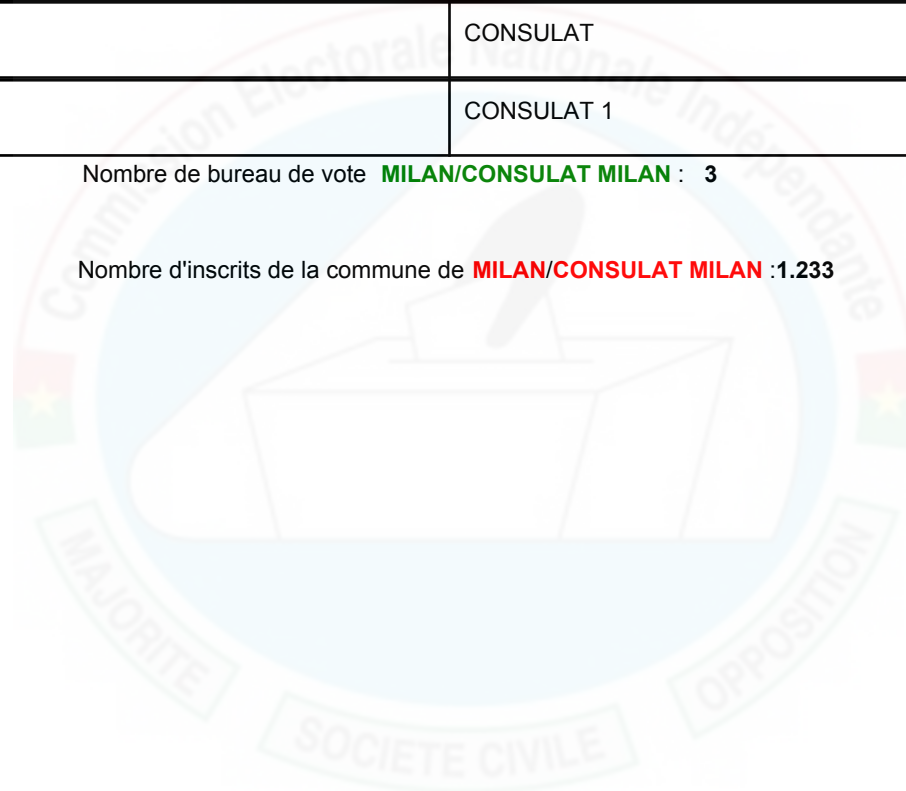 CONSULAT
CONSULAT 1
Nombre de bureau de vote MILAN/CONSULAT MILAN : 3
Nombre d'inscrits de la commune de MILAN/CONSULAT MILAN :1.233
Commission Electorale Nationale Indépendante
MAJORITE
SOCIETE CIVILE
OPPOSITION